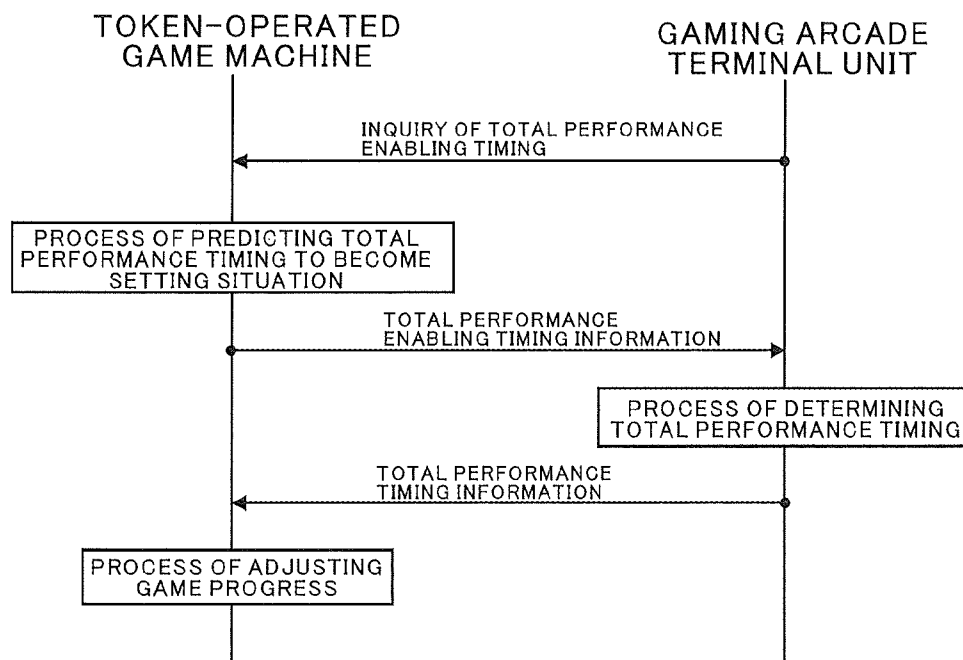 TOKEN-OPERATED
GAME MACHINE
GAMING ARCADE
TERMINAL UNIT
INQUIRY OF TOTAL PERFORMANCE
ENABLING TIMING
PROCESS OF PREDICTING TOTAL
PERFORMANCE TIMING TO BECOME
SETTING SITUATION
TOTAL PERFORMANCE
ENABLING TIMING INFORMATION
PROCESS OF DETERMINING
TOTAL PERFORMANCE TIMING
TOTAL PERFORMANCE
TIMING INFORMATION
PROCESS OF ADJUSTING
GAME PROGRESS